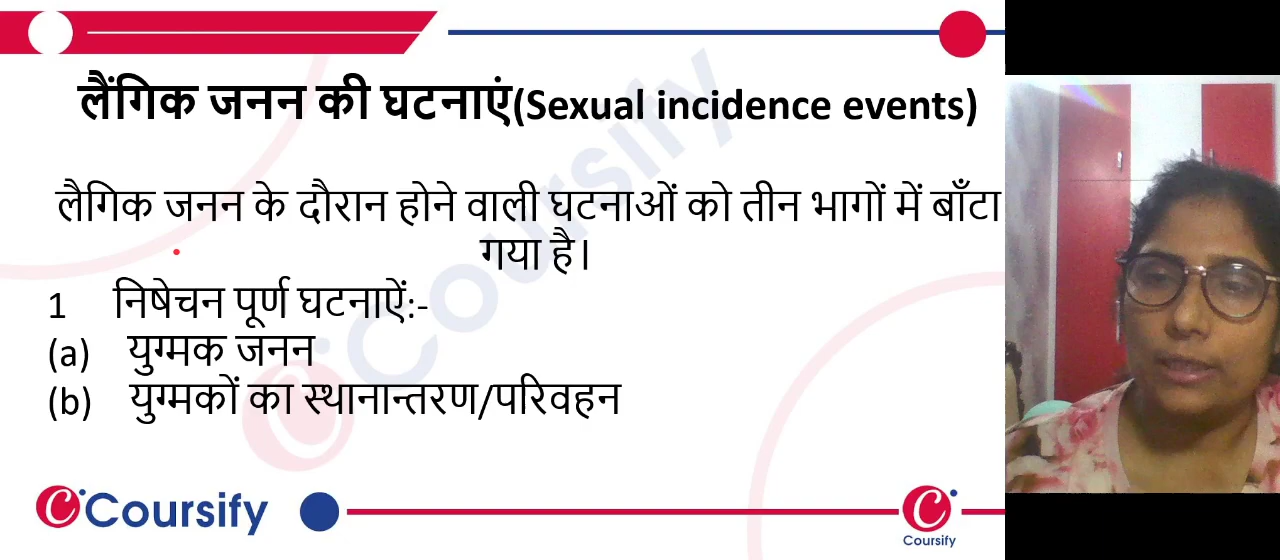 लैंगिक जनन की घटनाएं(Sexual incidence events)
लैगिक जनन के दौरान होने वाली घटनाओं को तीन भागों में बाँटा
गया है।
1 निषेचन पूर्ण घटनाऐं:-
(a) युग्मक जनन
(b) युग्मकों का स्थानान्तरण/परिवहन
Coursify
Coursify
Coursify